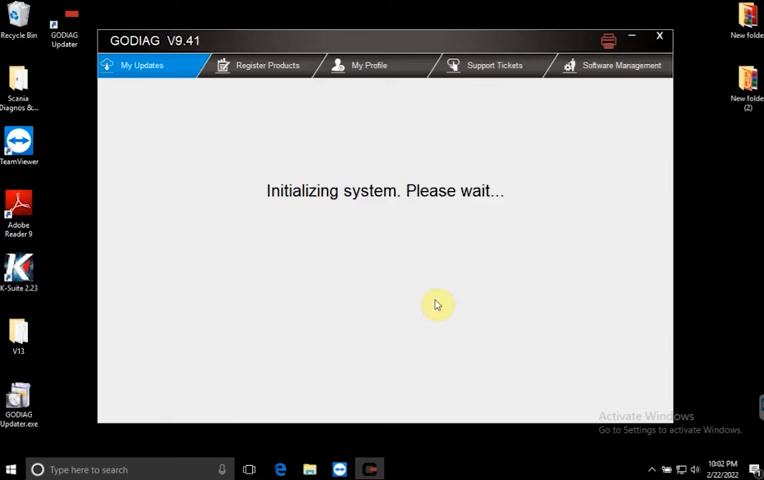 Recycle Bin
GODIAG
Updater
Scania
Diagnos &...
TeamViewer
Adobe
Reader 9
K-Suite 2.23
V13
GODIAG
Updater.exe
GODIAG V9.41
X
My Updates
Register Products
My Profile
Support Tickets
Software Management
Initializing system. Please wait...
New folde
New folde
(2)
Activate Windows
Go to Settings to activate Windows.
Type here to search
10:02 PM
2/22/2022